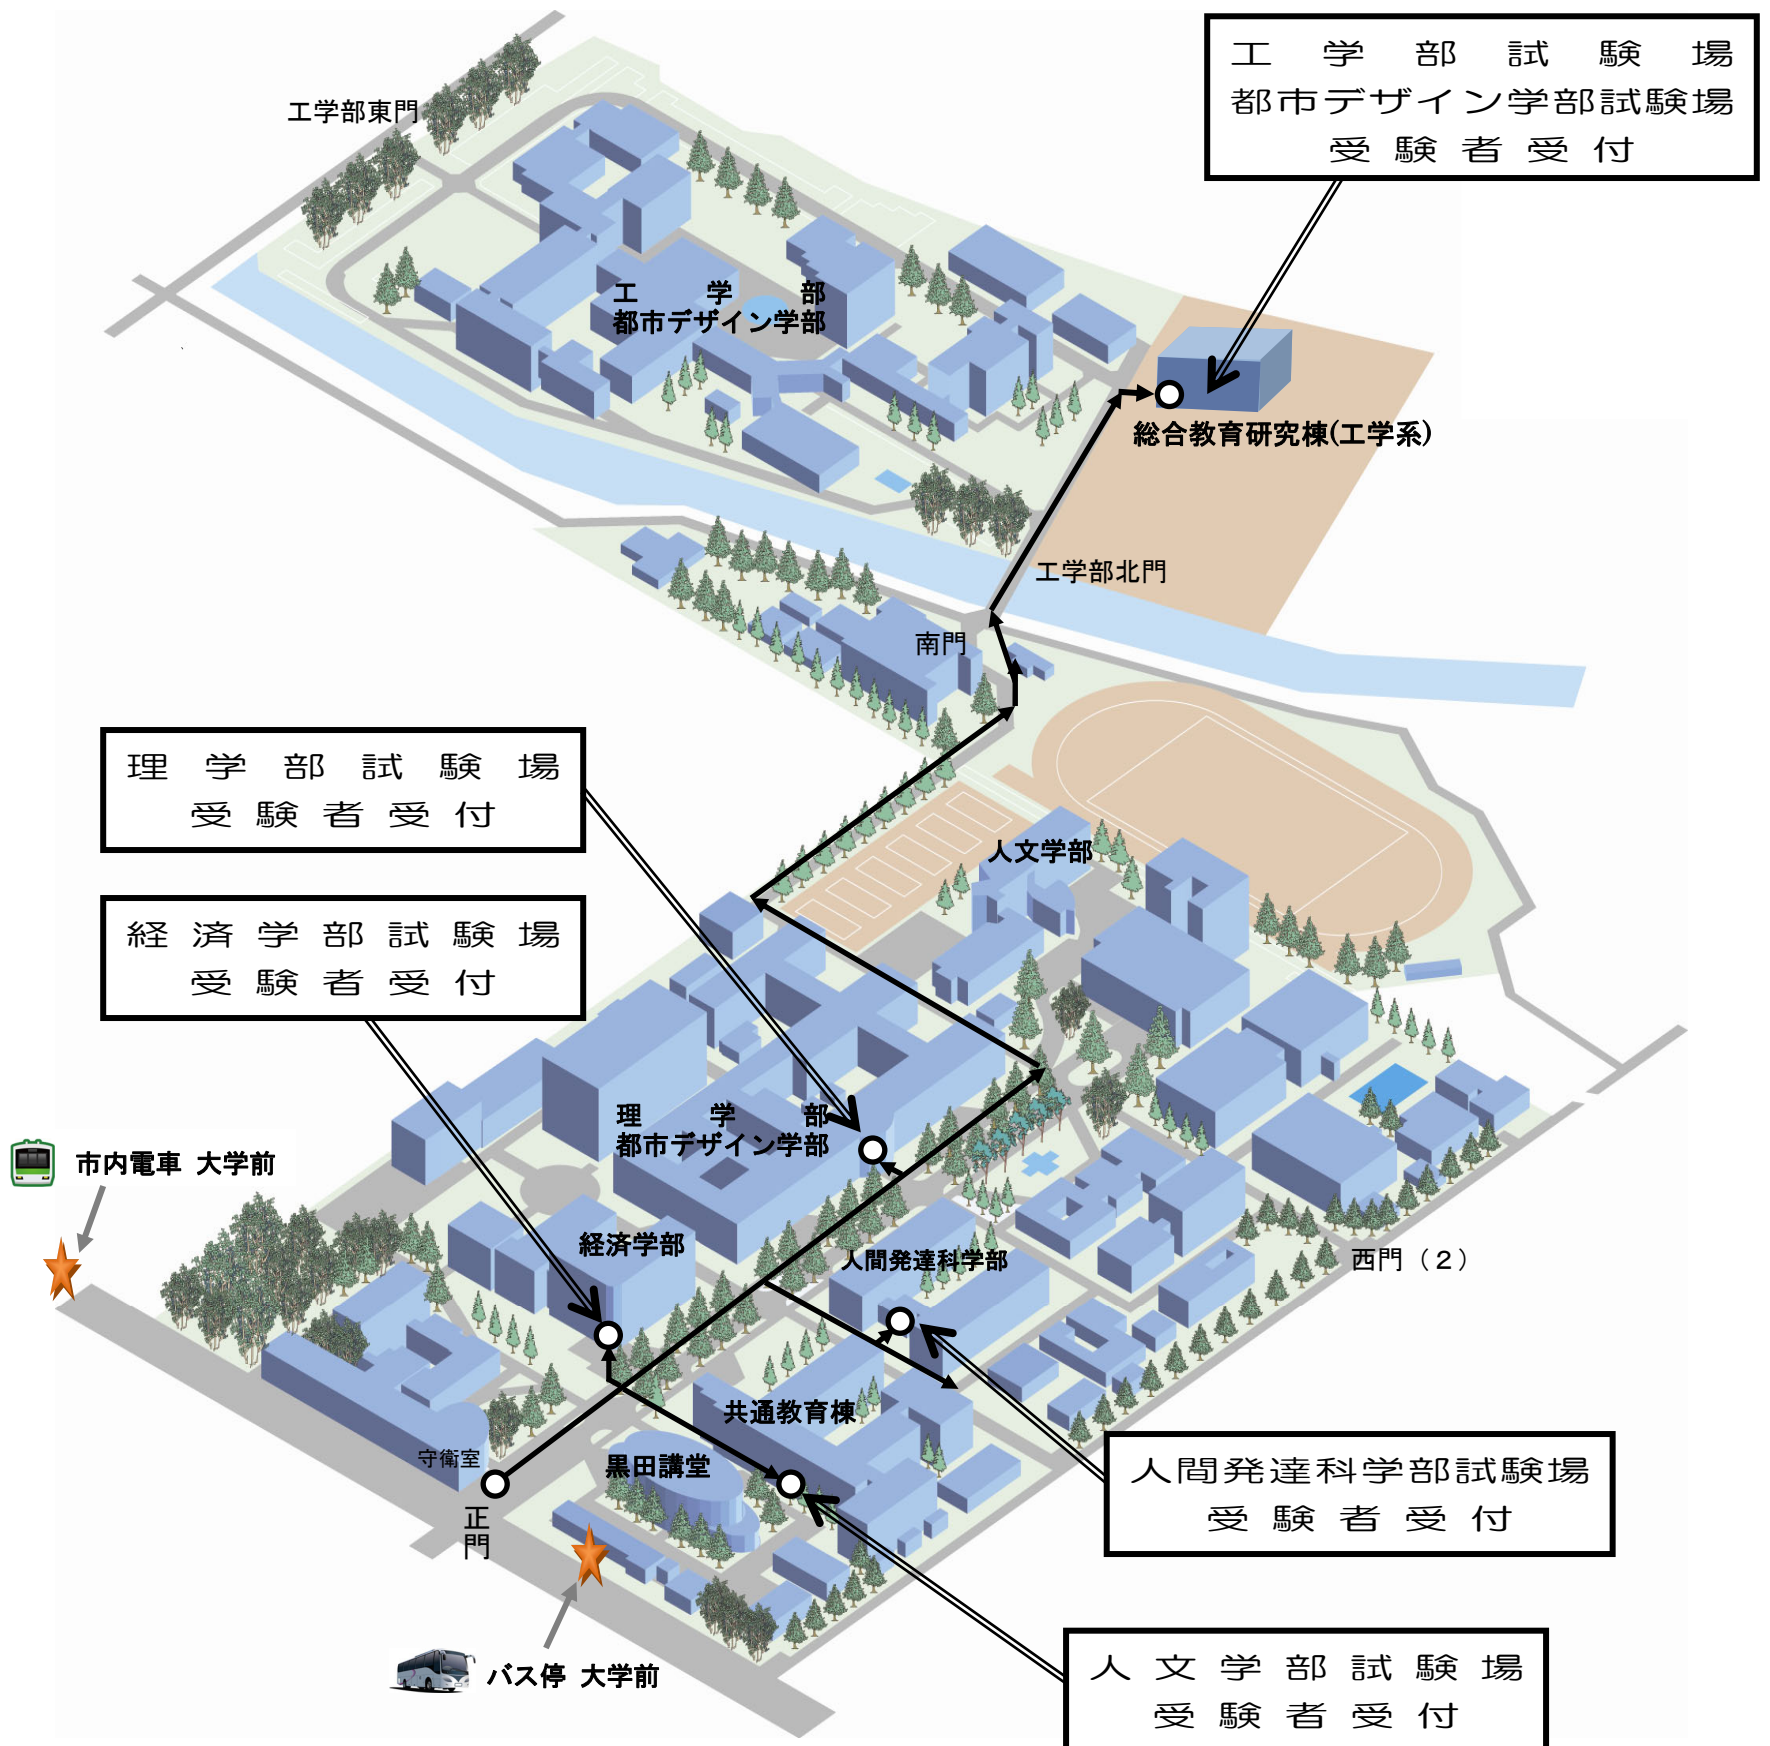 工学部試験場
都市デザイン学部試験場
受験者受付
工学部東門
工学部
都市デザイン学部
総合教育研究棟(工学系)
工学部北門
南門
理学部試験場
受験者受付
人文学部
経済学部試験場
受験者受付
理学部
都市デザイン学部
市内電車 大学前
経済学部
人間発達科学部
西門（２）
共通教育棟
守衛室
黒田講堂
人間発達科学部試験場
受験者受付
正門
バス停 大学前
人文学部試験場
受験者受付